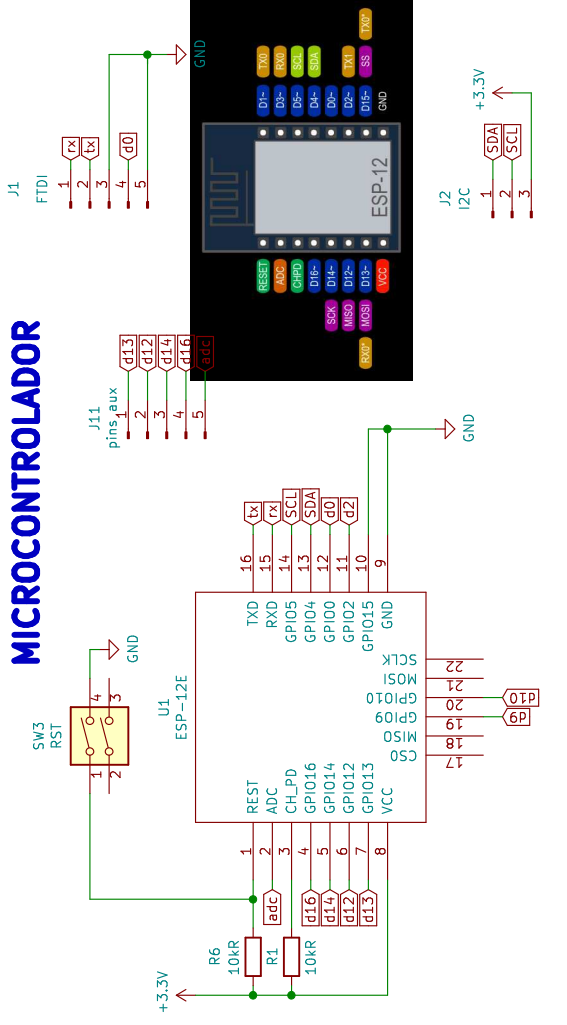 MICROCONTROLADOR
SW3
RST
1
2
4
3
GND
+3.3V
R6
10kR
R1
10kR
U1
ESP-12E
1 REST
adc 2 ADC
3 CH_PD
d16 4 GPIO16
d14 5 GPIO14
d12 6 GPIO12
d13 7 GPIO13
8 VCC
TXD 16 tx
RXD 15 rx
GPIO5 14 SCL
GPIO4 13 SDA
GPIO0 12 d0
GPIO2 11 d2
GPIO15 10
GND 9
GND
CS0 17
MISO 18
GPIO9 19 d9
GPIO10 20 d10
MOSI 21
SCLK 22
J11
pins_aux
1 d13
2 d12
3 d14
4 d16
5 adc
J1
FTDI
1 rx
2 tx
3
4 d0
5
GND
RESET
ADC
CHPD
D16~
SCK D14~
MISO D12~
RX0* MOSI D13~
VCC
ESP-12
D1~ TX0
D3~ RX0
D5~ SCL
D4~ SDA
D0~
D2~ TX1
D15~ SS TX0*
GND
J2
I2C
1 SDA
2 SCL
3
+3.3V